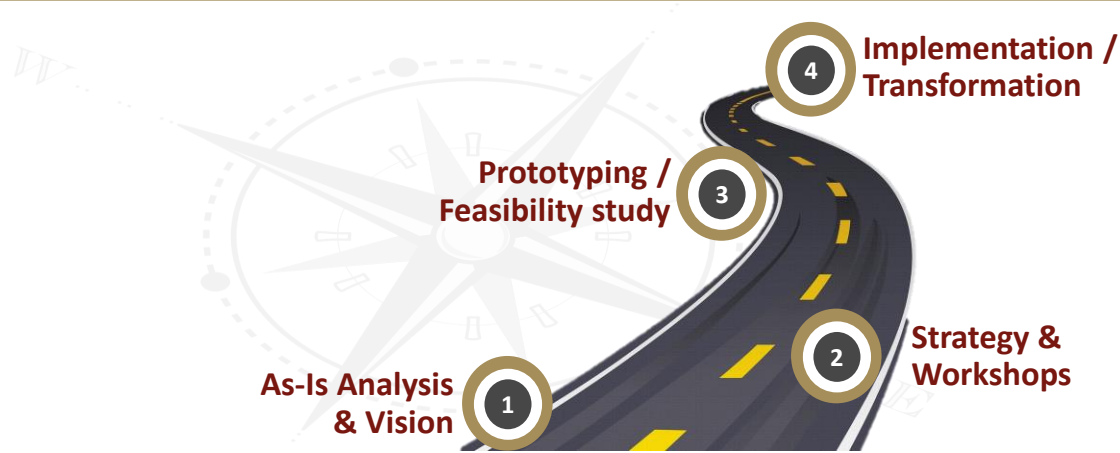 W
4
Implementation /
Transformation
Prototyping /
Feasibility study
3
2
Strategy &
Workshops
As-Is Analysis
& Vision
1
E